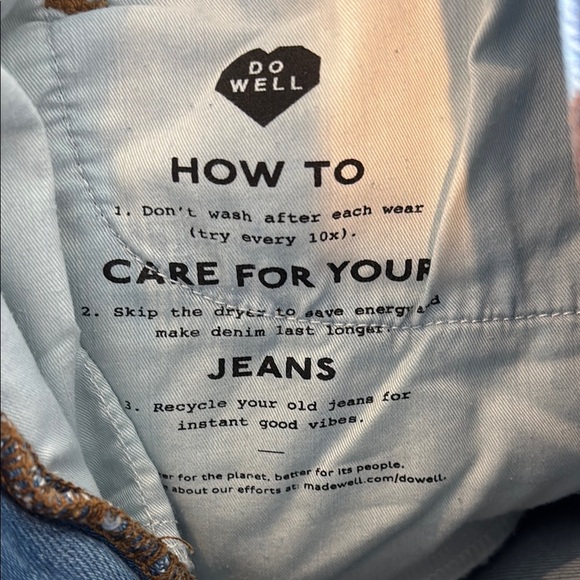 DO
WELL
HOW TO
1. Don't wash after each wear
(try every 10x).
CARE FOR YOUR
2. Skip the dryer to save energy and
make denim last longer.
JEANS
3. Recycle your old jeans for
instant good vibes.
for the planet, better for its people.
about our efforts at madewell.com/dowell.